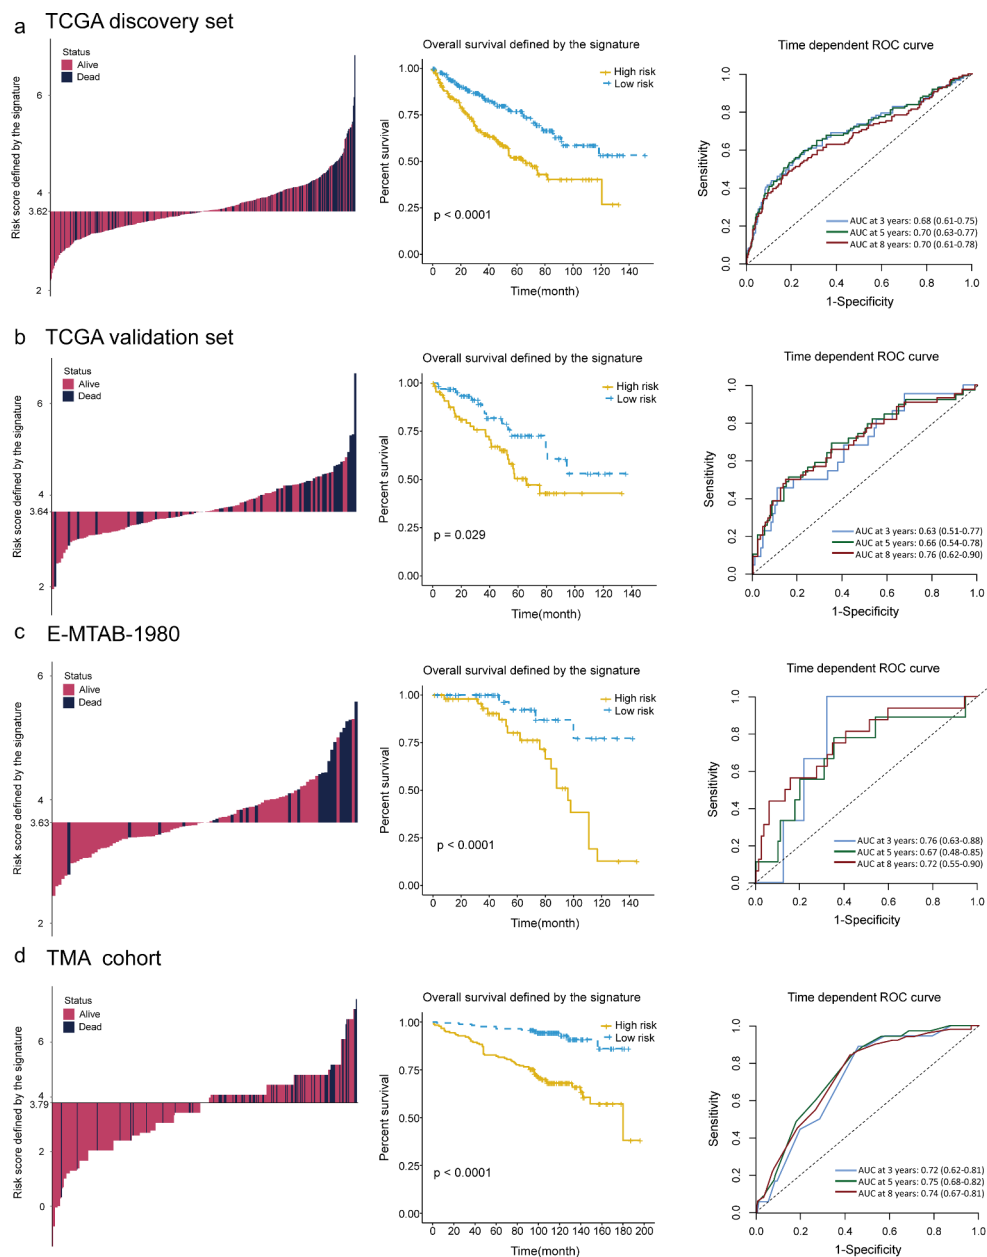 a TCGA discovery set
Risk score defined by the signature
6
4
3.62
2
Status
Alive
Dead
Overall survival defined by the signature
Percent survival
1.00
0.75
0.50
0.25
0.00
High risk
Low risk
p < 0.0001
0 20 40 60 80 100 120 140
Time(month)
Time dependent ROC curve
Sensitivity
1.0
0.8
0.6
0.4
0.2
0.0
AUC at 3 years: 0.68 (0.61-0.75)
AUC at 5 years: 0.70 (0.63-0.77)
AUC at 8 years: 0.70 (0.61-0.78)
0.0 0.2 0.4 0.6 0.8 1.0
1-Specificity
b TCGA validation set
Risk score defined by the signature
6
4
3.64
2
Status
Alive
Dead
Overall survival defined by the signature
Percent survival
1.00
0.75
0.50
0.25
0.00
High risk
Low risk
p = 0.029
0 20 40 60 80 100 120 140
Time(month)
Time dependent ROC curve
Sensitivity
1.0
0.8
0.6
0.4
0.2
0.0
AUC at 3 years: 0.63 (0.51-0.77)
AUC at 5 years: 0.66 (0.54-0.78)
AUC at 8 years: 0.76 (0.62-0.90)
0.0 0.2 0.4 0.6 0.8 1.0
1-Specificity
c E-MTAB-1980
Risk score defined by the signature
6
4
3.63
2
Status
Alive
Dead
Overall survival defined by the signature
Percent survival
1.00
0.75
0.50
0.25
0.00
High risk
Low risk
p < 0.0001
0 20 40 60 80 100 120 140
Time(month)
Time dependent ROC curve
Sensitivity
1.0
0.8
0.6
0.4
0.2
0.0
AUC at 3 years: 0.76 (0.63-0.88)
AUC at 5 years: 0.67 (0.48-0.85)
AUC at 8 years: 0.72 (0.55-0.90)
0.0 0.2 0.4 0.6 0.8 1.0
1-Specificity
d TMA cohort
Risk score defined by the signature
6
4
3.79
2
0
Status
Alive
Dead
Overall survival defined by the signature
Percent survival
1.00
0.75
0.50
0.25
0.00
High risk
Low risk
p < 0.0001
0 20 40 60 80 100 120 140 160 180 200
Time(month)
Time dependent ROC curve
Sensitivity
1.0
0.8
0.6
0.4
0.2
0.0
AUC at 3 years: 0.72 (0.62-0.81)
AUC at 5 years: 0.75 (0.68-0.82)
AUC at 8 years: 0.74 (0.67-0.81)
0.0 0.2 0.4 0.6 0.8 1.0
1-Specificity